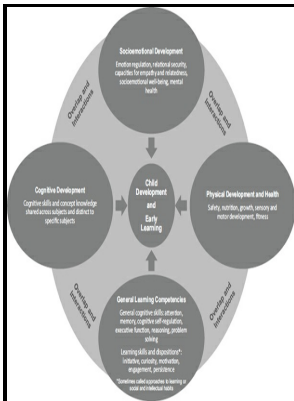 Socioemotional Development
Emotion regulation, relational security,
capacities for empathy and relatedness,
socioemotional well-being, mental
health
Overlap and
Interactions
Overlap and
Interactions
Cognitive Development
Cognitive skills and concept knowledge
shared across subjects and distinct to
specific subjects
Child
Development
and
Early
Learning
Physical Development and Health
Safety, nutrition, growth, sensory and
motor development, fitness
Overlap and
Interactions
Overlap and
Interactions
General Learning Competencies
General cognitive skills: attention,
memory, cognitive self-regulation,
executive function, reasoning, problem
solving
Learning skills and dispositions*:
initiative, curiosity, motivation,
engagement, persistence
*Sometimes called approaches to learning or
social and intellectual habits